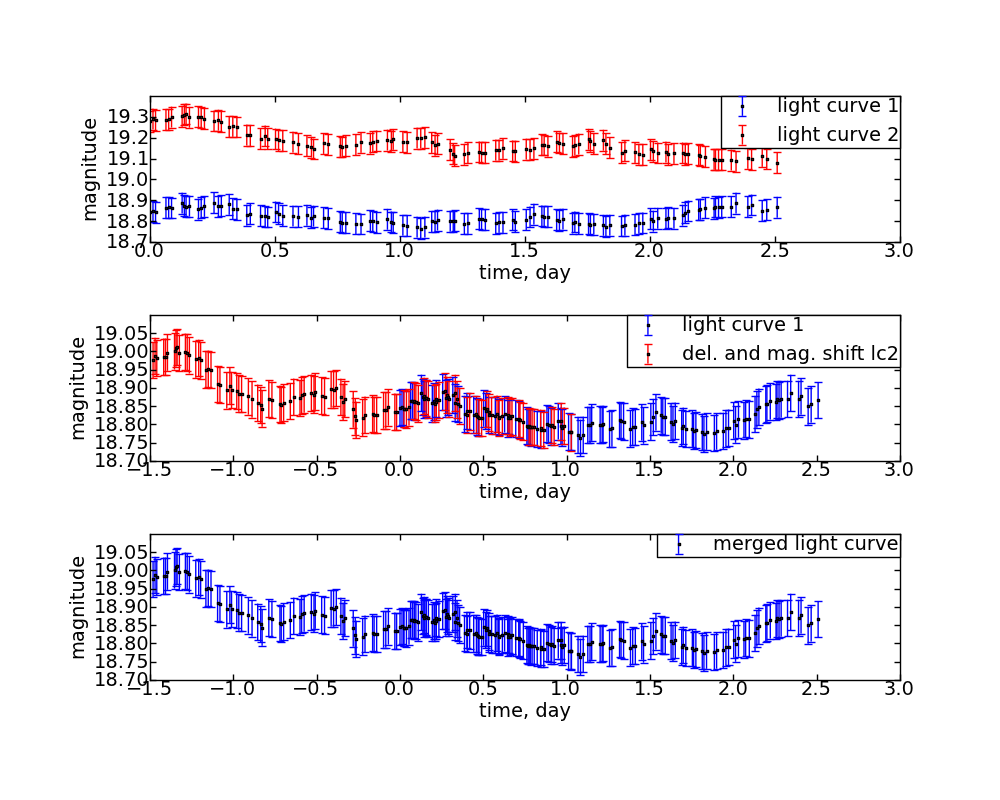 19.3
19.2
19.1
19.0
18.9
18.8
18.7
magnitude
light curve 1
light curve 2
0.0 0.5 1.0 1.5 2.0 2.5 3.0
time, day
19.05
19.00
18.95
18.90
18.85
18.80
18.75
18.70
magnitude
light curve 1
del. and mag. shift lc2
−1.5 −1.0 −0.5 0.0 0.5 1.0 1.5 2.0 2.5 3.0
time, day
19.05
19.00
18.95
18.90
18.85
18.80
18.75
18.70
magnitude
merged light curve
−1.5 −1.0 −0.5 0.0 0.5 1.0 1.5 2.0 2.5 3.0
time, day